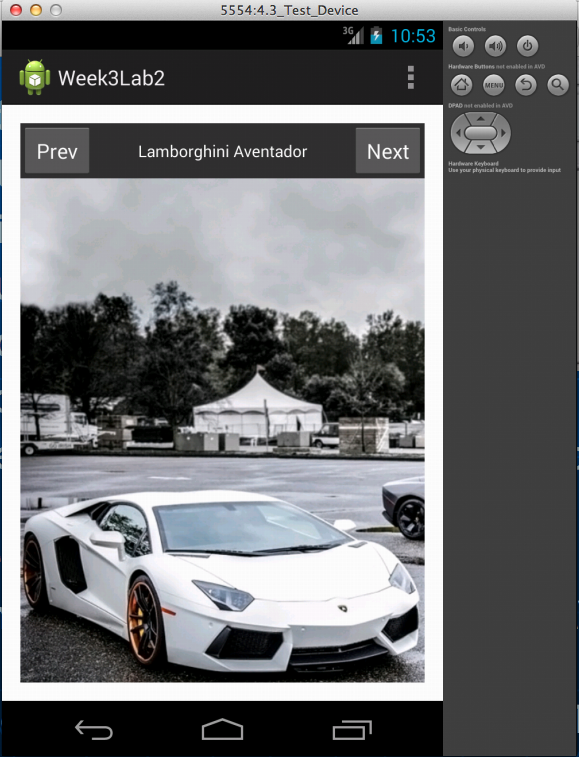 5554:4.3_Test_Device
3G 10:53
Week3Lab2
Prev Lamborghini Aventador Next
Basic Controls
Hardware Buttons not enabled in AVD
MENU
DPAD not enabled in AVD
Hardware Keyboard
Use your physical keyboard to provide input